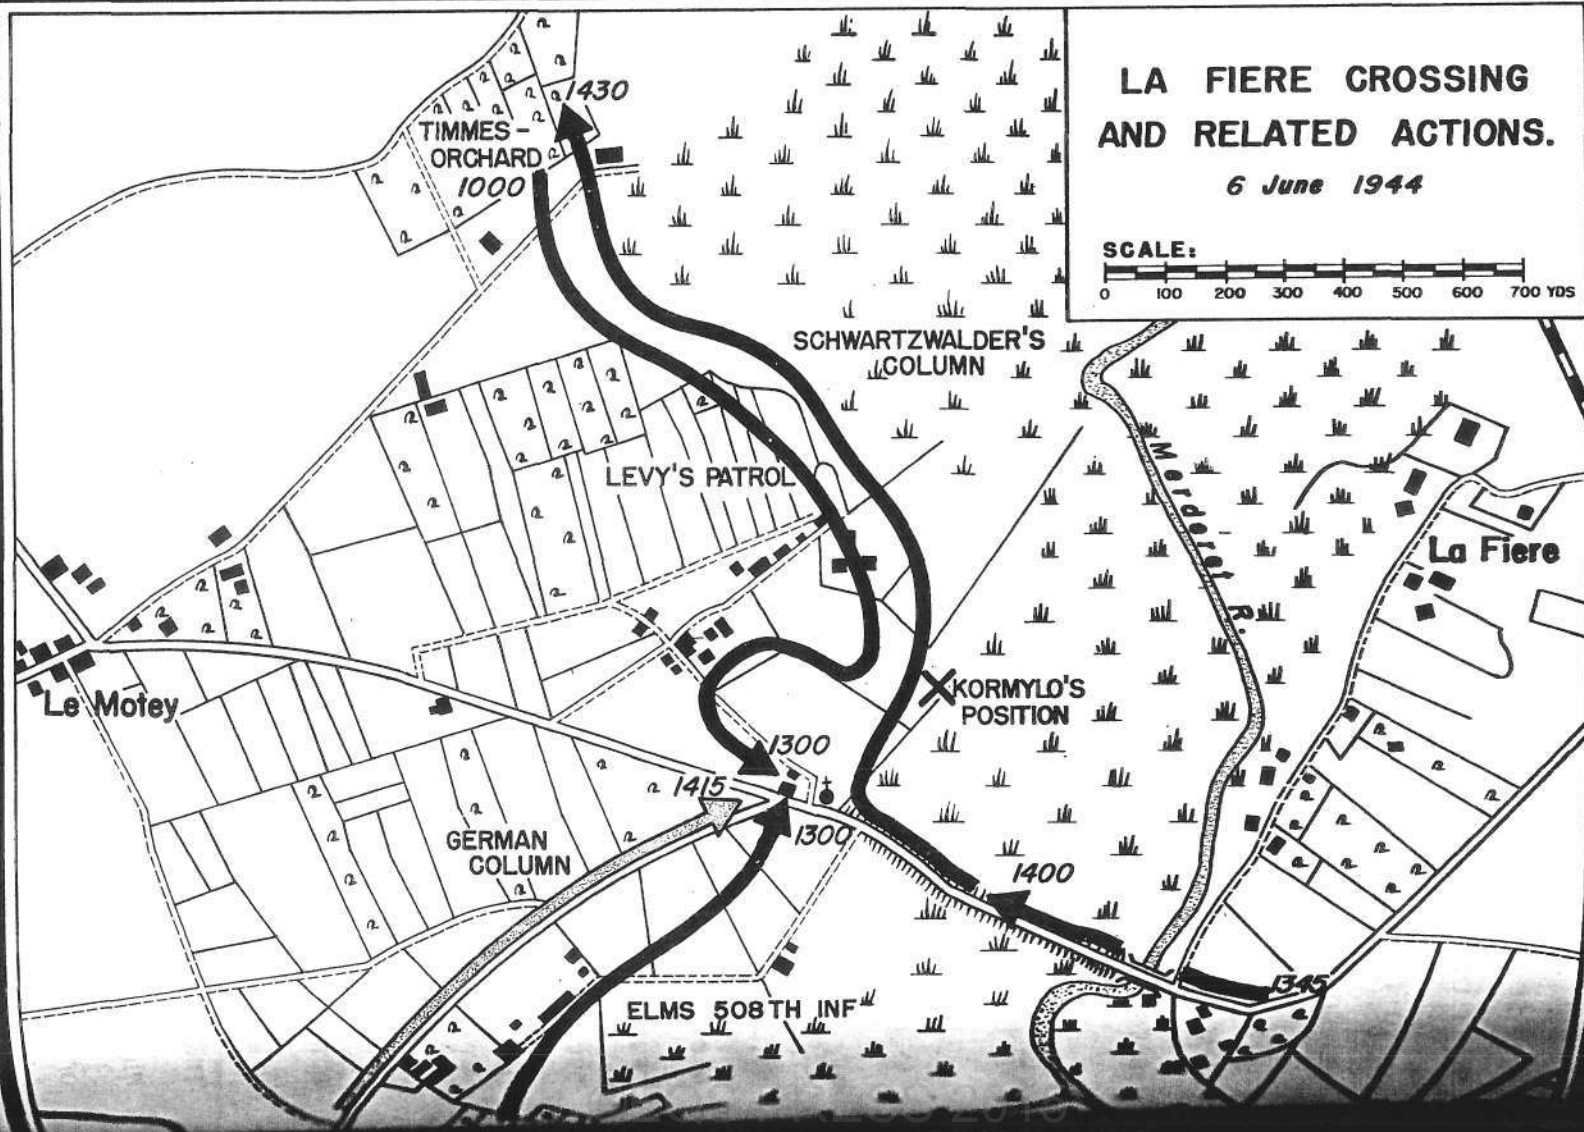 LA FIERE CROSSING
AND RELATED ACTIONS.
6 June 1944
SCALE:
0 100 200 300 400 500 600 700 YDS
1430
TIMMES-
ORCHARD
1000
SCHWARTZWALDER'S
COLUMN
LEVY'S PATROL
Merderet R.
La Fiere
Le Motey
KORMYLO'S
POSITION
1300
1415
1300
GERMAN
COLUMN
1400
1345
ELMS 508TH INF